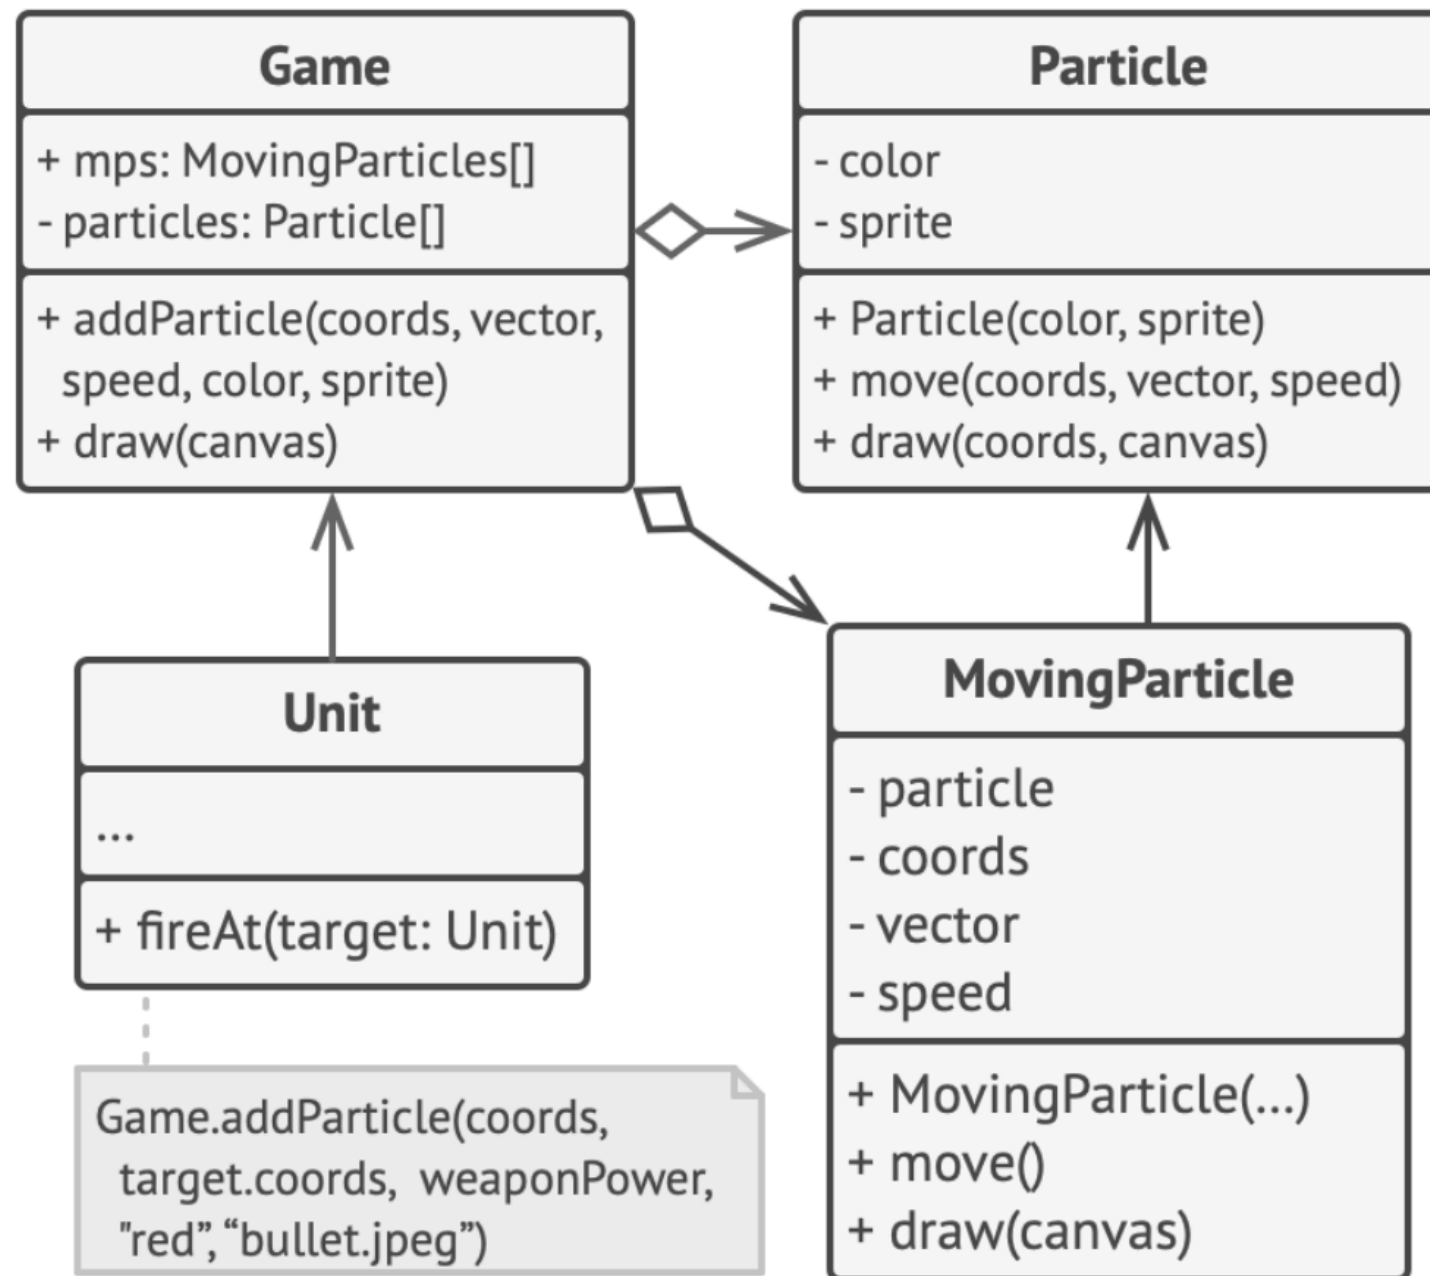 Game
+ mps: MovingParticles[]
- particles: Particle[]
+ addParticle(coords, vector,
speed, color, sprite)
+ draw(canvas)
Particle
- color
- sprite
+ Particle(color, sprite)
+ move(coords, vector, speed)
+ draw(coords, canvas)
Unit
...
+ fireAt(target: Unit)
Game.addParticle(coords,
target.coords, weaponPower,
"red”, “bullet.jpeg”)
MovingParticle
- particle
- coords
- vector
- speed
+ MovingParticle(...)
+ move()
+ draw(canvas)